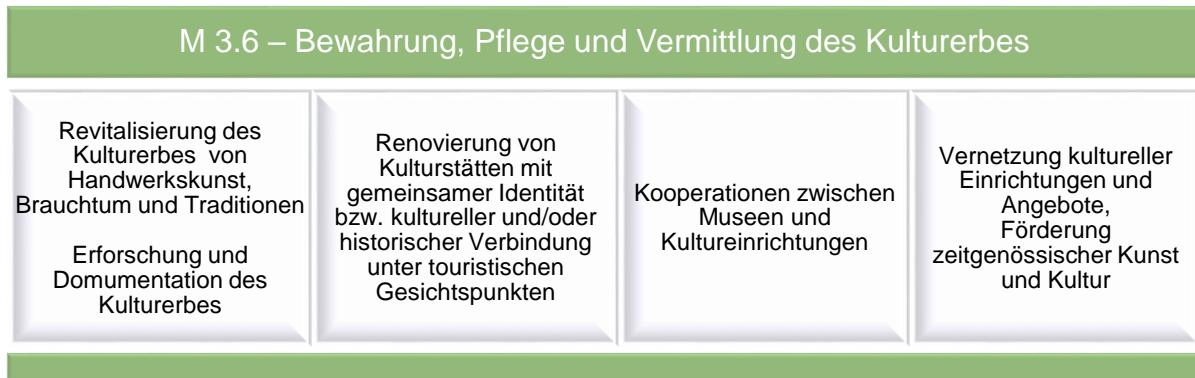 M 3.6 – Bewahrung, Pflege und Vermittlung des Kulturerbes
Revitalisierung des
Kulturerbes von
Handwerkskunst,
Brauchtum und Traditionen
Erforschung und
Domumentation des
Kulturerbes
Renovierung von
Kulturstätten mit
gemeinsamer Identität
bzw. kultureller und/oder
historischer Verbindung
unter touristischen
Gesichtspunkten
Kooperationen zwischen
Museen und
Kultureinrichtungen
Vernetzung kultureller
Einrichtungen und
Angebote,
Förderung
zeitgenössischer Kunst
und Kultur